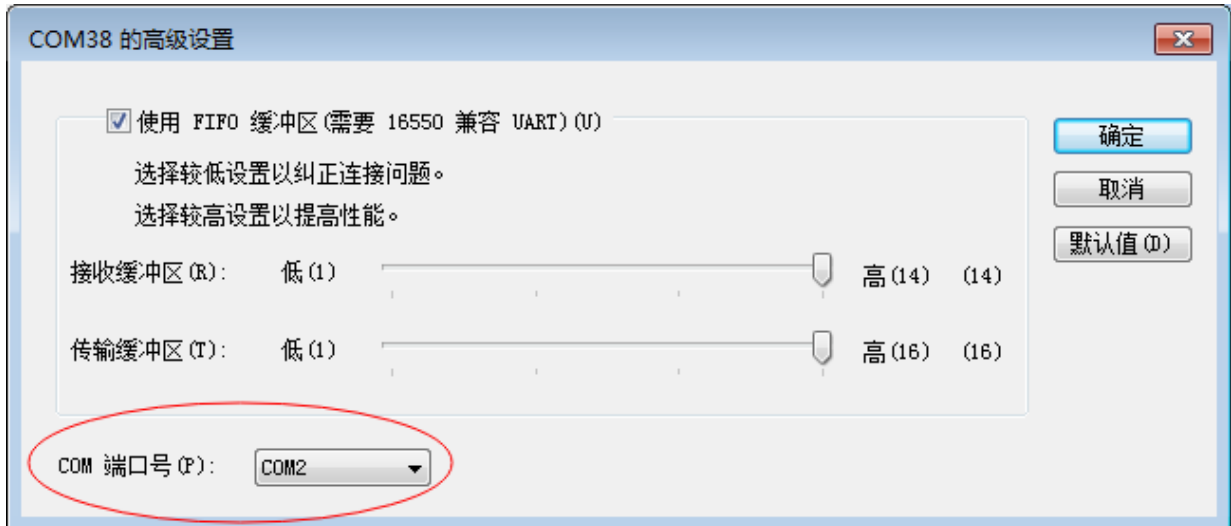 COM38 的高级设置
使用 FIFO 缓冲区(需要 16550 兼容 UART)(U)
选择较低设置以纠正连接问题。
选择较高设置以提高性能。
接收缓冲区(R): 低(1) 高(14) (14)
传输缓冲区(T): 低(1) 高(16) (16)
COM 端口号(P): COM2
确定
取消
默认值(D)